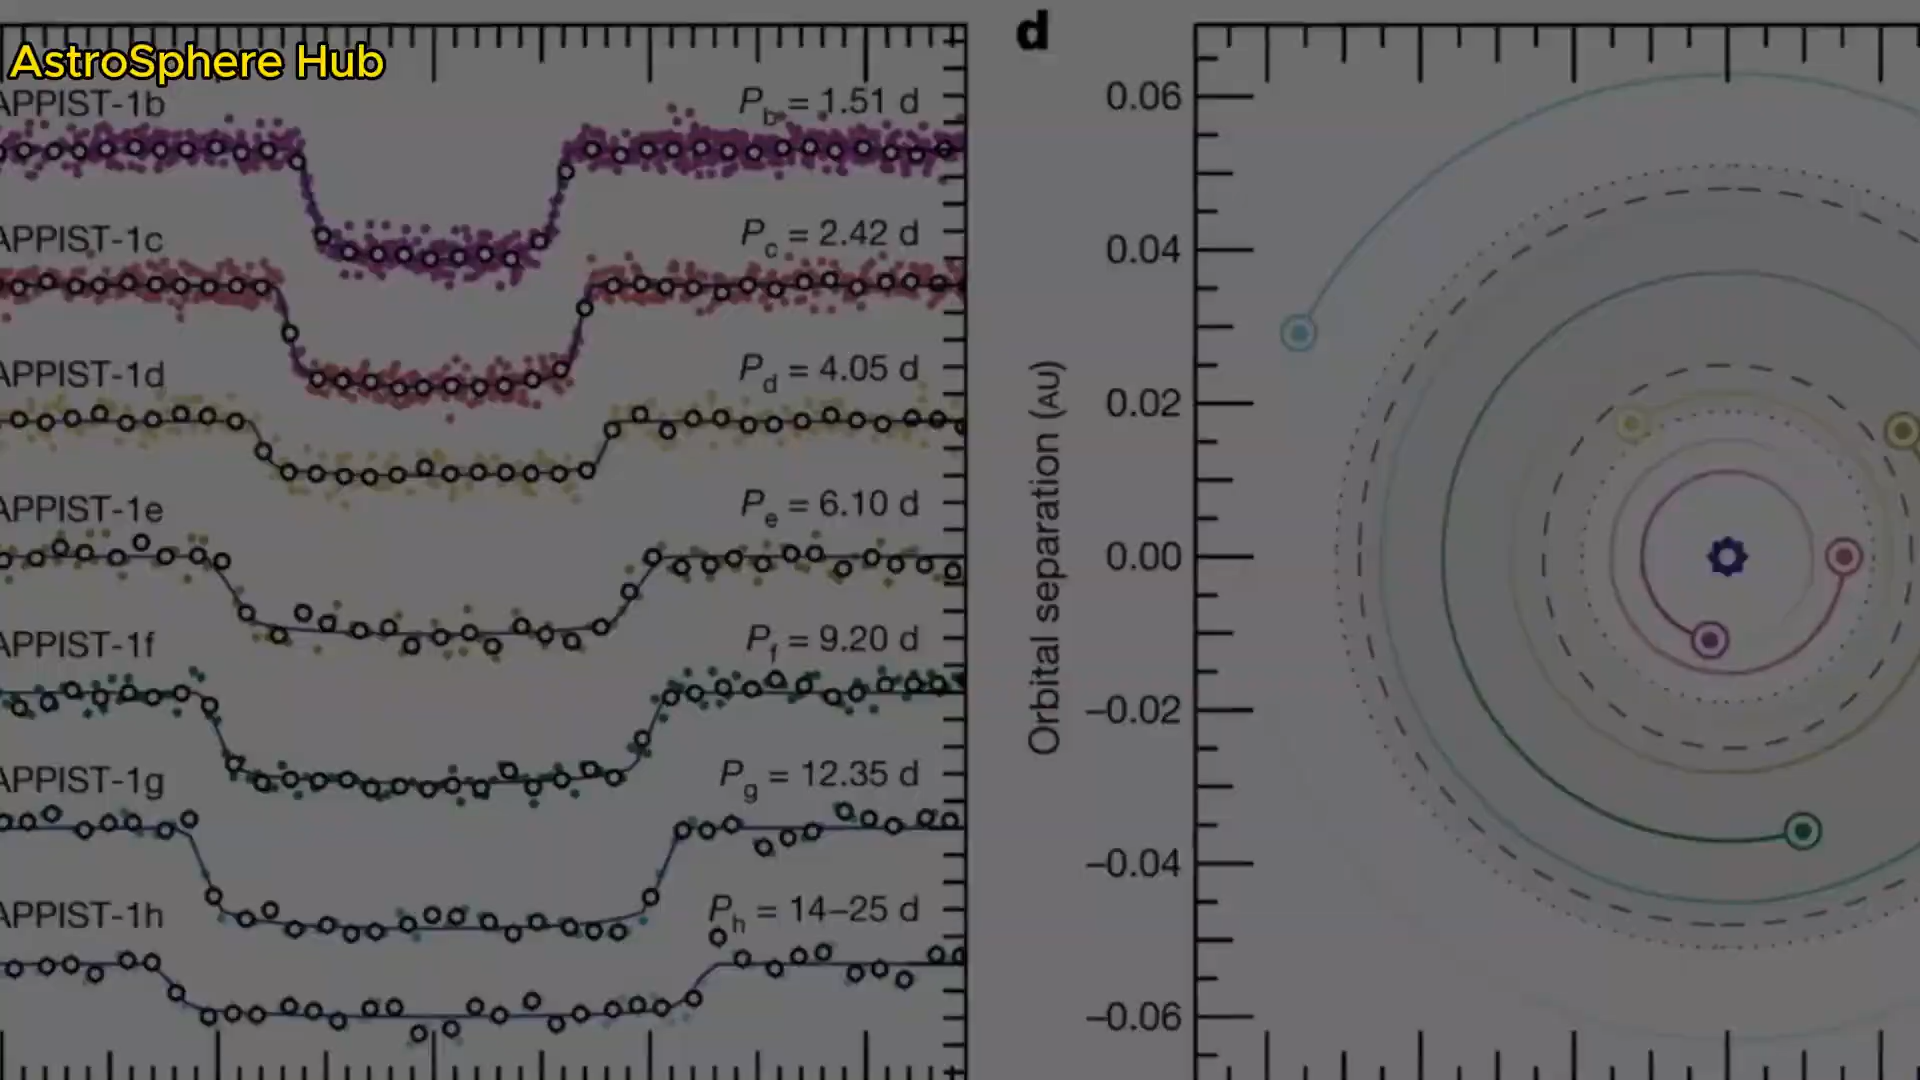 AstroSphere Hub
APPIST-1b
P_b = 1.51 d
APPIST-1c
P_c = 2.42 d
APPIST-1d
P_d = 4.05 d
APPIST-1e
P_e = 6.10 d
APPIST-1f
P_f = 9.20 d
APPIST-1g
P_g = 12.35 d
APPIST-1h
P_h = 14–25 d
d
Orbital separation (AU)
0.06
0.04
0.02
0.00
–0.02
–0.04
–0.06